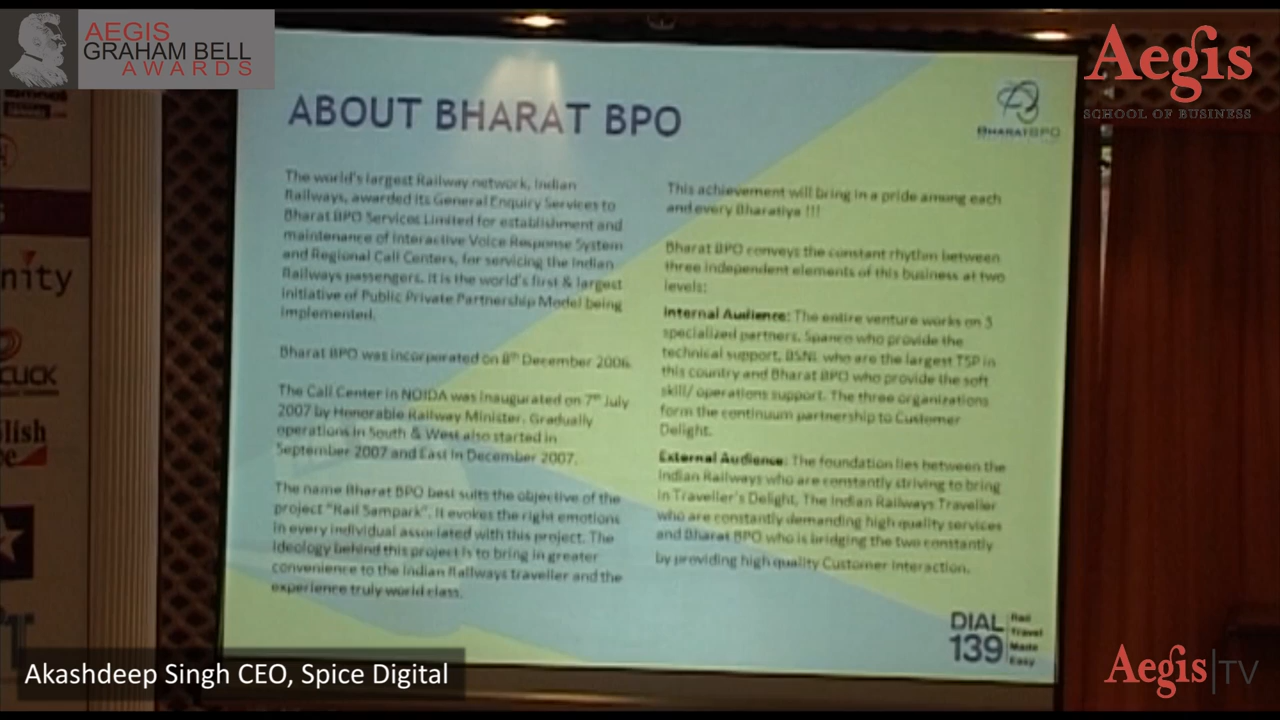 AEGIS
GRAHAM BELL
AWARDS
Aegis
SCHOOL OF BUSINESS
ABOUT BHARAT BPO
BHARATBPO
The world's largest Railway network, Indian
Railways, awarded its General Enquiry Services to
Bharat BPO Services Limited for establishment and
maintenance of Interactive Voice Response System
and Regional Call Centers, for servicing the Indian
Railways passengers. It is the world's first & largest
initiative of Public Private Partnership Model being
implemented.
Bharat BPO was incorporated on 8th December 2006.
The Call Center in NOIDA was inaugurated on 7th July
2007 by Honorable Railway Minister. Gradually
operations in South & West also started in
September 2007 and East in December 2007.
The name Bharat BPO best suits the objective of the
project "Rail Sampark". It evokes the right emotions
in every individual associated with this project. The
ideology behind this project is to bring in greater
convenience to the Indian Railways traveller and the
experience truly world class.
This achievement will bring in a pride among each
and every Bharatiya !!!
Bharat BPO conveys the constant rhythm between
three independent elements of this business at two
levels:
Internal Audience: The entire venture works on 3
specialized partners. Spanco who provide the
technical support, BSNL who are the largest TSP in
this country and Bharat BPO who provide the soft
skill/ operations support. The three organizations
form the continuum partnership to Customer
Delight.
External Audience: The foundation lies between the
Indian Railways who are constantly striving to bring
in Traveller's Delight, The Indian Railways Traveller
who are constantly demanding high quality services
and Bharat BPO who is bridging the two constantly
by providing high quality Customer Interaction.
DIAL
139
Rail
Travel
Made
Easy
nity
CLICK
lish
Akashdeep Singh CEO, Spice Digital
Aegis|TV